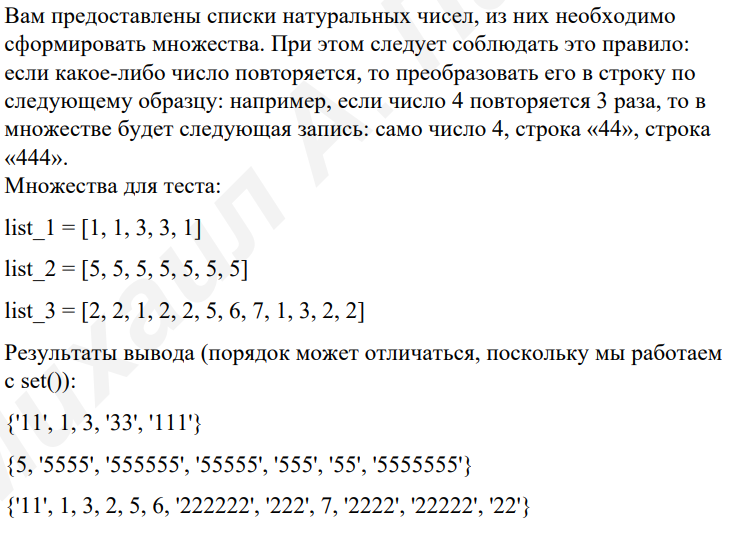 Вам предоставлены списки натуральных чисел, из них необходимо
сформировать множества. При этом следует соблюдать это правило:
если какое-либо число повторяется, то преобразовать его в строку по
следующему образцу: например, если число 4 повторяется 3 раза, то в
множестве будет следующая запись: само число 4, строка «44», строка
«444».
Множества для теста:
list_1 = [1, 1, 3, 3, 1]
list_2 = [5, 5, 5, 5, 5, 5, 5]
list_3 = [2, 2, 1, 2, 2, 5, 6, 7, 1, 3, 2, 2]
Результаты вывода (порядок может отличаться, поскольку мы работаем
с set()):
{'11', 1, 3, '33', '111'}
{5, '5555', '555555', '55555', '555', '55', '5555555'}
{'11', 1, 3, 2, 5, 6, '222222', '222', 7, '2222', '22222', '22'}